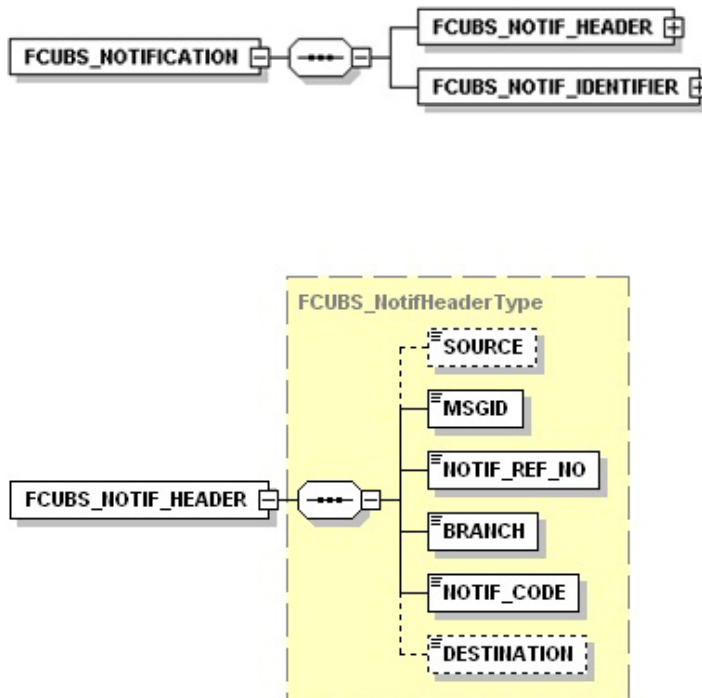 FCUBS_NOTIFICATION
FCUBS_NOTIF_HEADER
FCUBS_NOTIF_IDENTIFIER
FCUBS_NotifHeaderType
SOURCE
MSGID
NOTIF_REF_NO
FCUBS_NOTIF_HEADER
BRANCH
NOTIF_CODE
DESTINATION